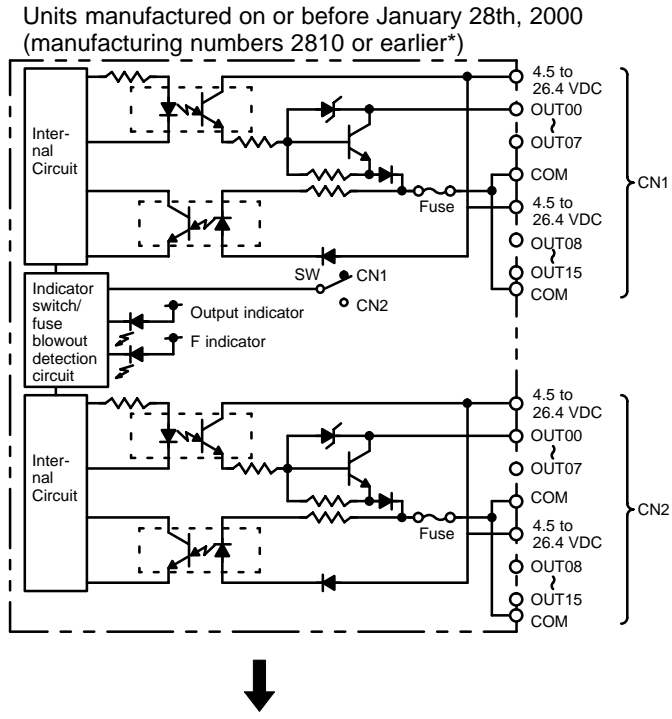 Units manufactured on or before January 28th, 2000
(manufacturing numbers 2810 or earlier*)
4.5 to
26.4 VDC
OUT00
~
OUT07
COM
4.5 to
26.4 VDC
OUT08
~
OUT15
COM
CN1
Inter-
nal
Circuit
Fuse
SW
CN1
CN2
Indicator
switch/
fuse
blowout
detection
circuit
Output indicator
F indicator
4.5 to
26.4 VDC
OUT00
~
OUT07
COM
4.5 to
26.4 VDC
OUT08
~
OUT15
COM
CN2
Inter-
nal
Circuit
Fuse